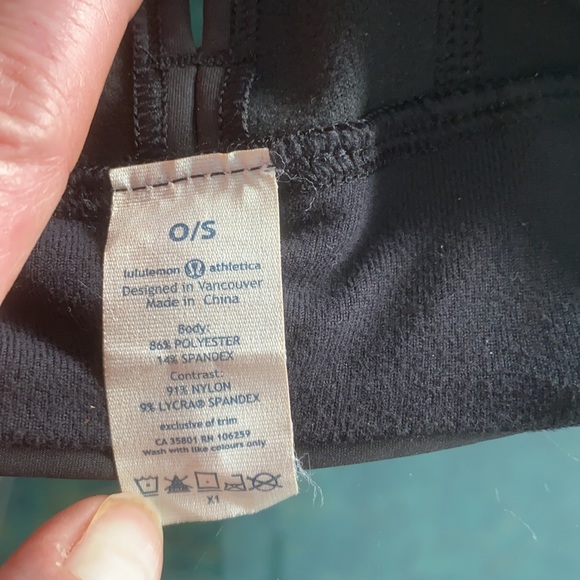 O/S
lululemon athletica
Designed in Vancouver
Made in China
Body:
86% POLYESTER
14% SPANDEX
Contrast:
91% NYLON
9% LYCRA® SPANDEX
exclusive of trim
CA 35801 RN 106259
Wash with like colours only
X1